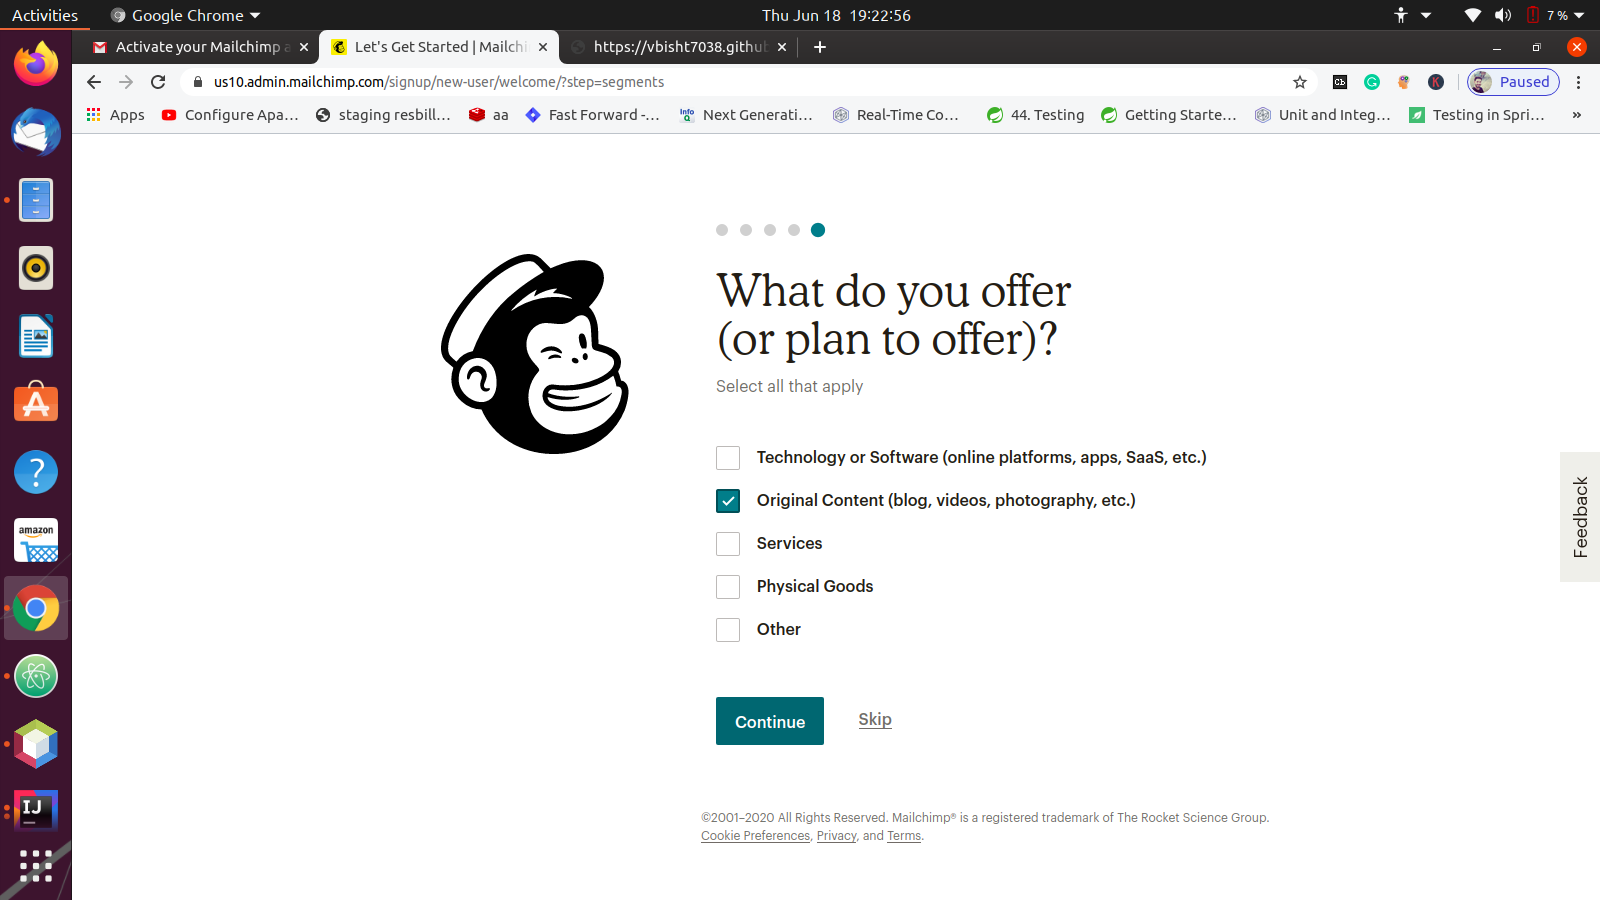 Activities
Google Chrome
Thu Jun 18 19:22:56
7 %
Activate your Mailchimp a
Let's Get Started | Mailchi
https://vbisht7038.github
us10.admin.mailchimp.com/signup/new-user/welcome/?step=segments
Paused
Apps
Configure Apa...
staging resbill...
aa
Fast Forward -...
Next Generati...
Real-Time Co...
44. Testing
Getting Starte...
Unit and Integ...
Testing in Spri...
»
What do you offer
(or plan to offer)?
Select all that apply
Technology or Software (online platforms, apps, SaaS, etc.)
Original Content (blog, videos, photography, etc.)
Services
Physical Goods
Other
Continue
Skip
Feedback
©2001–2020 All Rights Reserved. Mailchimp® is a registered trademark of The Rocket Science Group.
Cookie Preferences, Privacy, and Terms.
amazon
IJ